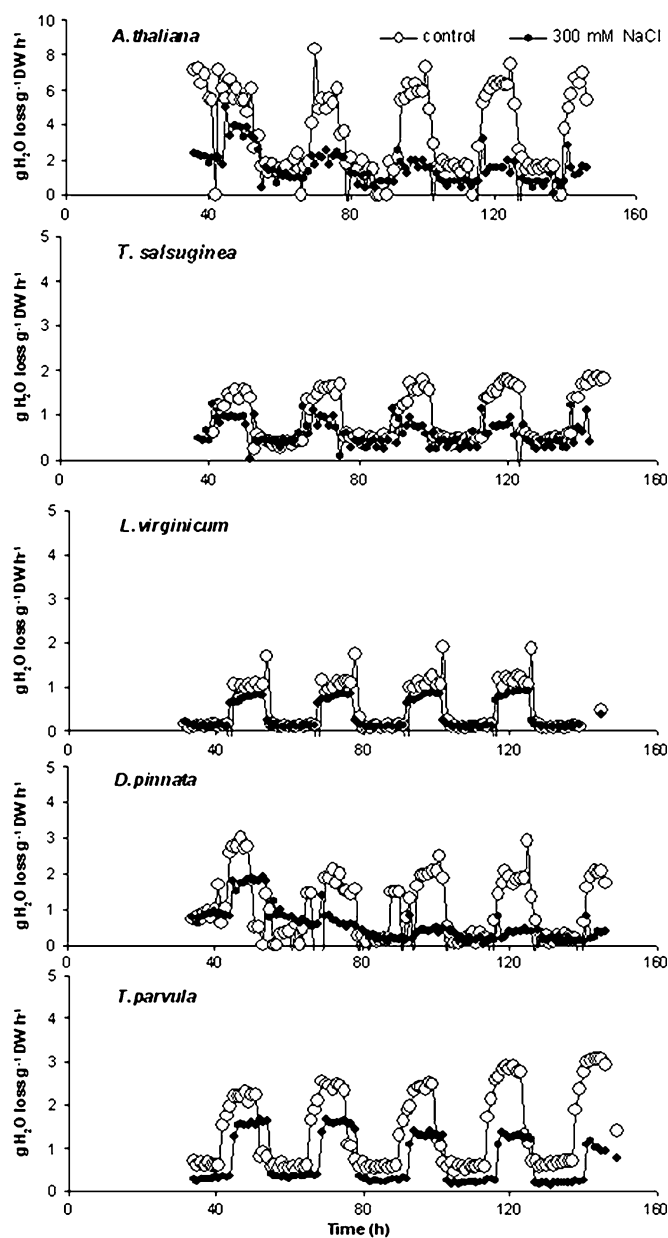 A.thaliana
control
300 mM NaCl
g H₂O loss g⁻¹ DW h⁻¹
10
8
6
4
2
0
0 40 80 120 160
T. salsuginea
g H₂O loss g⁻¹ DW h⁻¹
5
4
3
2
1
0
0 40 80 120 160
L.virginicum
g H₂O loss g⁻¹ DW h⁻¹
5
4
3
2
1
0
0 40 80 120 160
D.pinnata
g H₂O loss g⁻¹ DW h⁻¹
5
4
3
2
1
0
0 40 80 120 160
T.parvula
g H₂O loss g⁻¹ DW h⁻¹
5
4
3
2
1
0
0 40 80 120 160
Time (h)